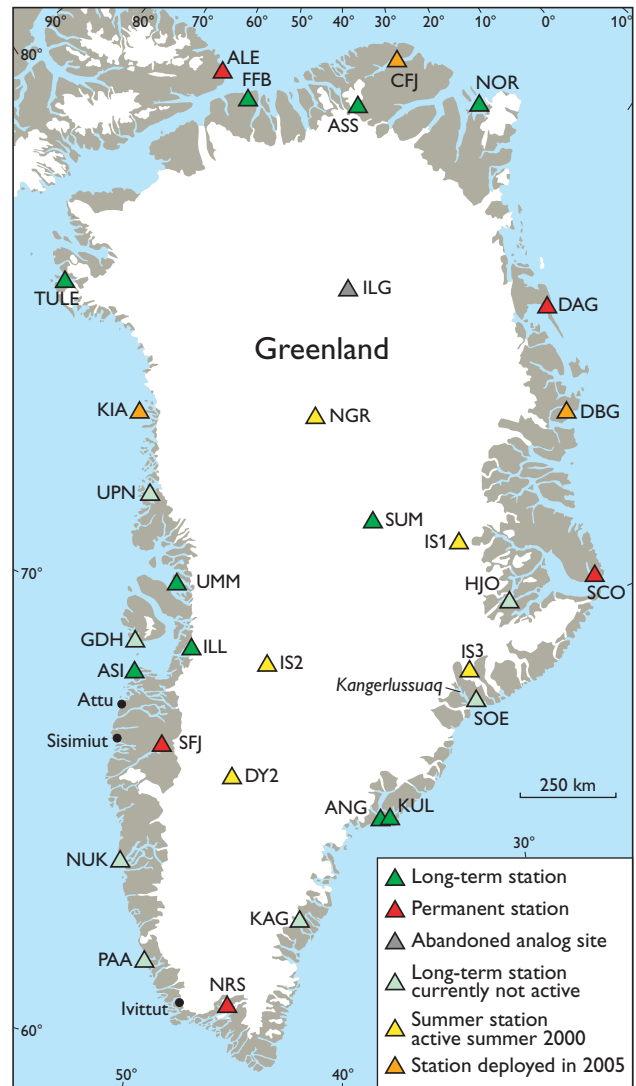 90° 80° 70° 60° 50° 40° 30° 20° 10° 0° 10°
80°
ALE
FFB
CFJ
NOR
ASS
TULE
ILG
DAG
Greenland
KIA
NGR
DBG
UPN
SUM
IS1
70°
UMM
HJO
SCO
GDH
ILL
IS2
IS3
ASI
Kangerlussuaq
Attu
SOE
Sisimiut
SFJ
DY2
250 km
ANG
KUL
30°
NUK
Long-term station
Permanent station
KAG
Abandoned analog site
PAA
Long-term station
currently not active
NRS
Ivittut
Summer station
active summer 2000
60°
Station deployed in 2005
50°
40°